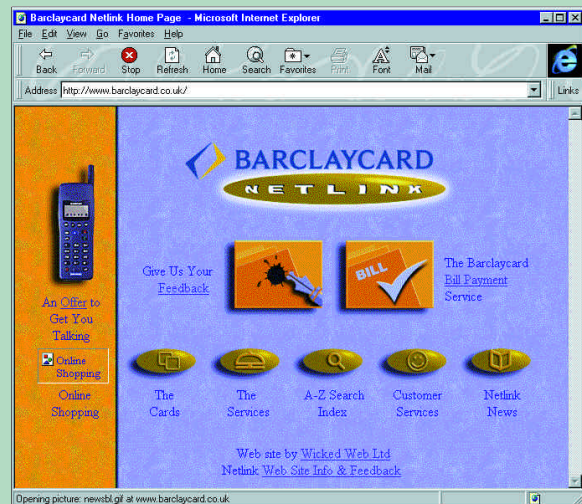 Barclaycard Netlink Home Page - Microsoft Internet Explorer
File Edit View Go Favorites Help
Back Forward Stop Refresh Home Search Favorites Print Font Mail
Address http://www.barclaycard.co.uk/ Links
BARCLAYCARD
NETLINK
Give Us Your
Feedback
BILL
The Barclaycard
Bill Payment
Service
An Offer to
Get You
Talking
Online
Shopping
Online
Shopping
The
Cards
The
Services
A-Z Search
Index
Customer
Services
Netlink
News
Web site by Wicked Web Ltd
Netlink Web Site Info & Feedback
Opening picture: newsbl.gif at www.barclaycard.co.uk